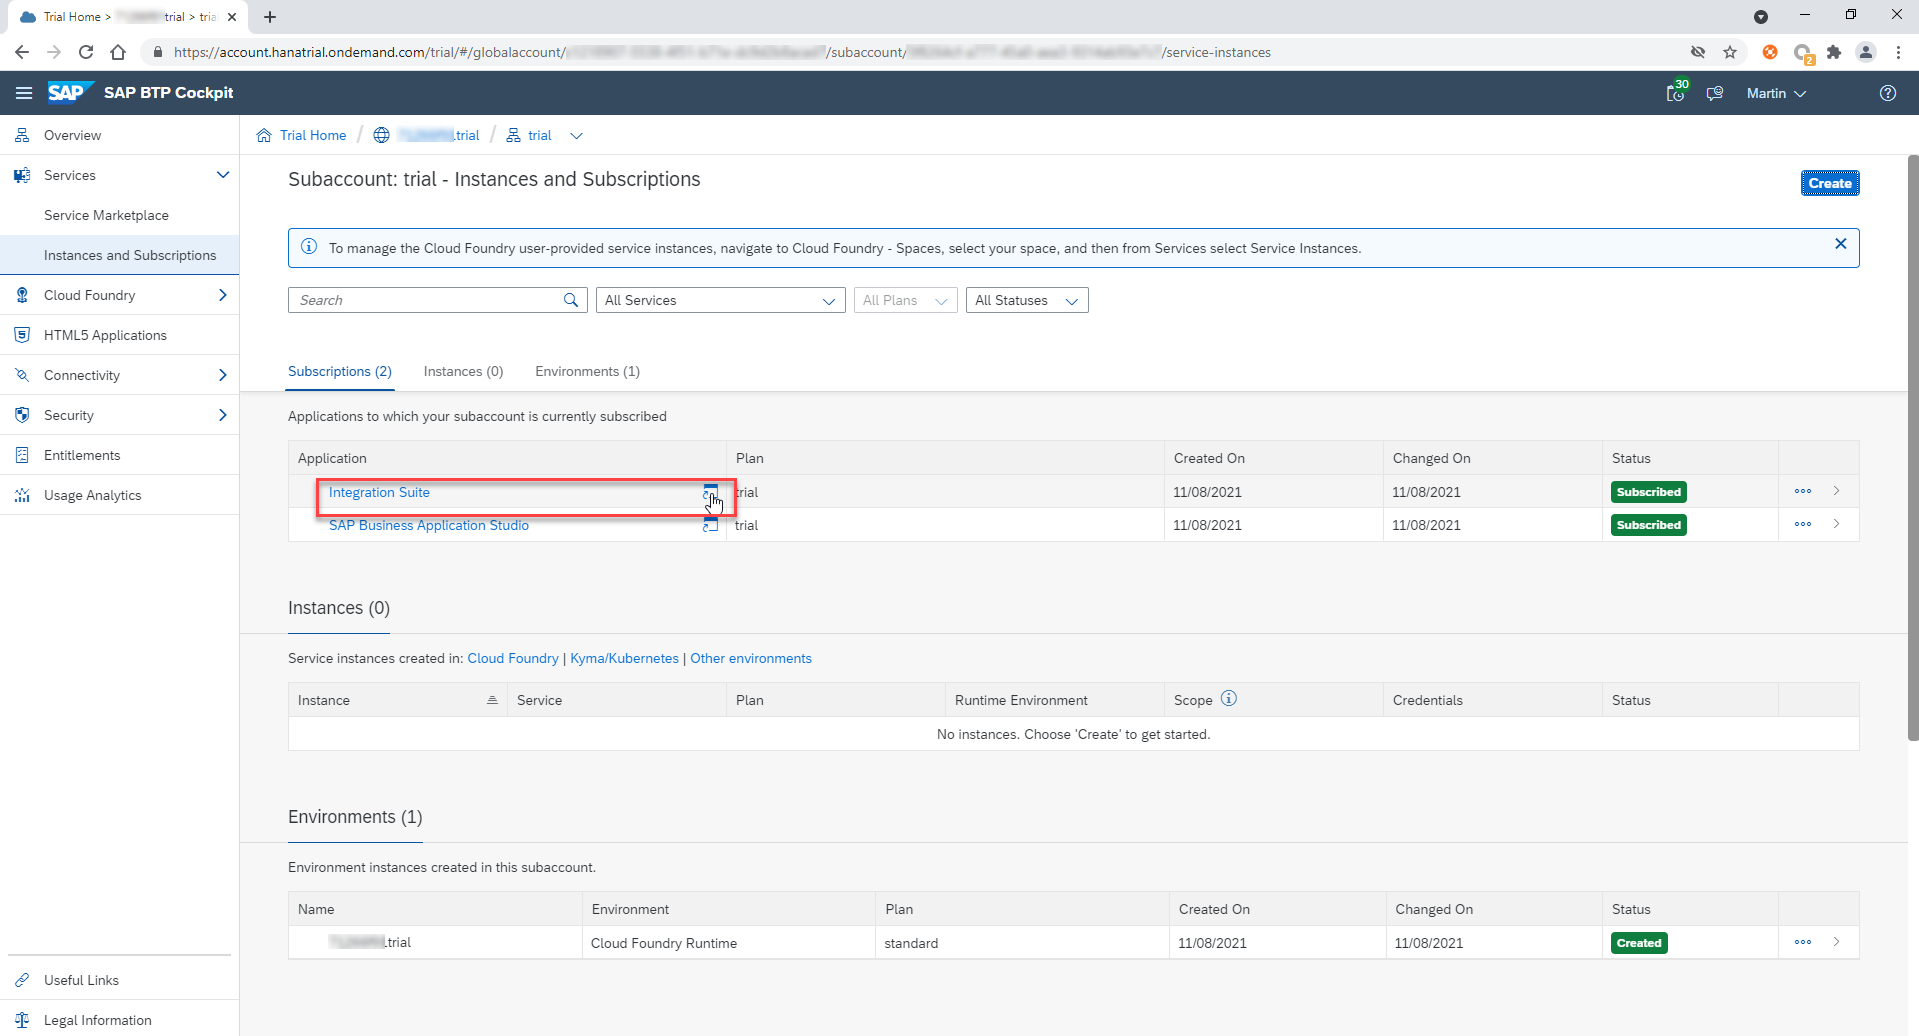 Trial Home > trial > tria
https://account.hanatrial.ondemand.com/trial/#/globalaccount/ /subaccount/ /service-instances
2
SAP SAP BTP Cockpit
30
Martin
Overview
Services
Service Marketplace
Instances and Subscriptions
Cloud Foundry
HTML5 Applications
Connectivity
Security
Entitlements
Usage Analytics
Useful Links
Legal Information
Trial Home / trial / trial
Subaccount: trial - Instances and Subscriptions
Create
To manage the Cloud Foundry user-provided service instances, navigate to Cloud Foundry - Spaces, select your space, and then from Services select Service Instances.
Search All Services All Plans All Statuses
Subscriptions (2) Instances (0) Environments (1)
Applications to which your subaccount is currently subscribed
Application Plan Created On Changed On Status
Integration Suite trial 11/08/2021 11/08/2021 Subscribed
SAP Business Application Studio trial 11/08/2021 11/08/2021 Subscribed
Instances (0)
Service instances created in: Cloud Foundry | Kyma/Kubernetes | Other environments
Instance Service Plan Runtime Environment Scope Credentials Status
No instances. Choose 'Create' to get started.
Environments (1)
Environment instances created in this subaccount.
Name Environment Plan Created On Changed On Status
trial Cloud Foundry Runtime standard 11/08/2021 11/08/2021 Created